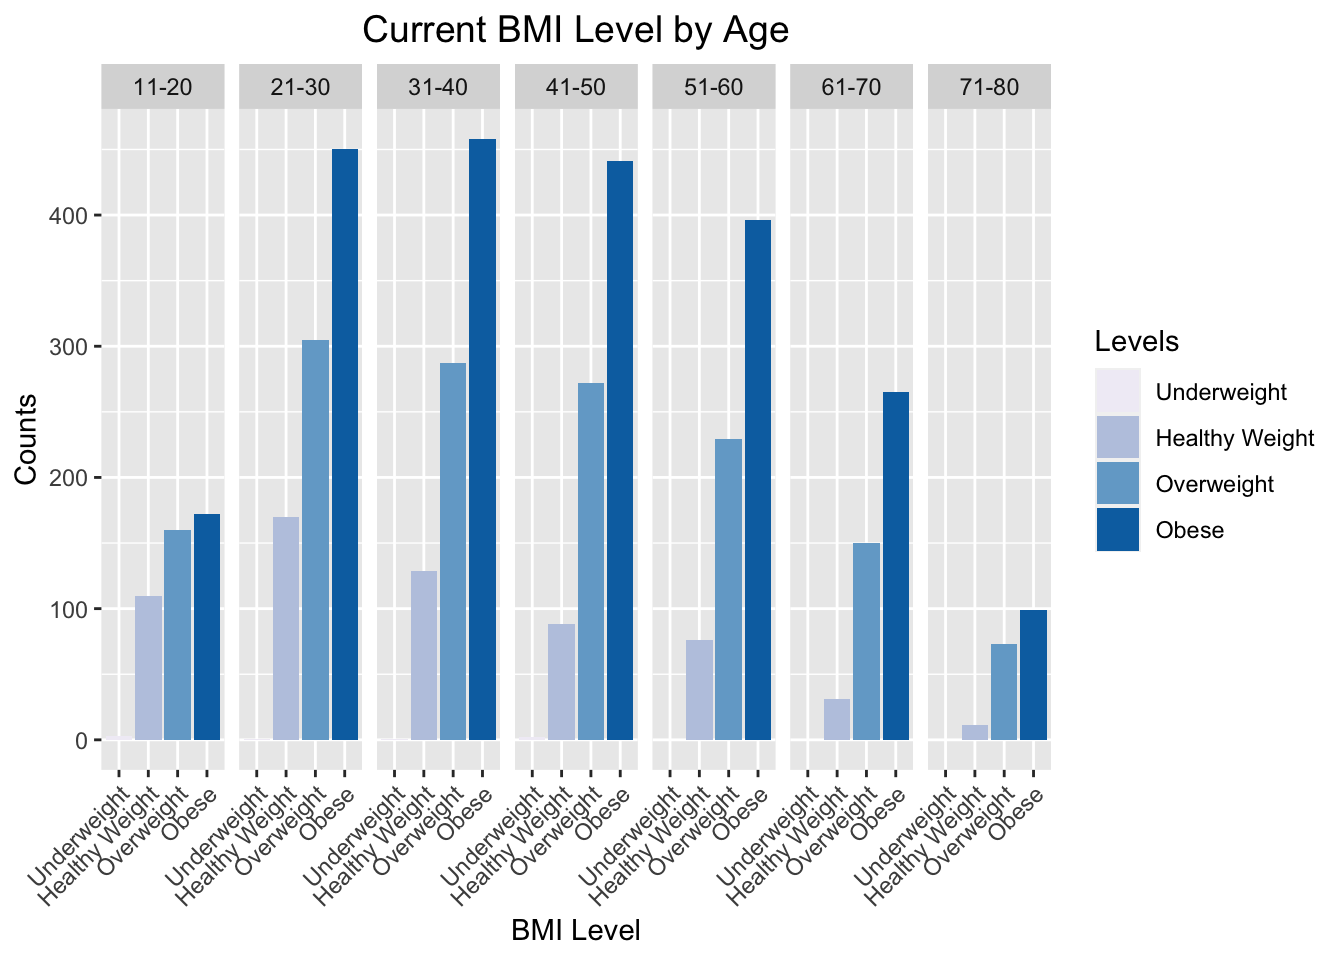 Current BMI Level by Age
11-20 21-30 31-40 41-50 51-60 61-70 71-80
400
300
200
100
0
Counts
Underweight Healthy Weight Overweight Obese Underweight Healthy Weight Overweight Obese Underweight Healthy Weight Overweight Obese Underweight Healthy Weight Overweight Obese Underweight Healthy Weight Overweight Obese Underweight Healthy Weight Overweight Obese Underweight Healthy Weight Overweight Obese
BMI Level
Levels
Underweight
Healthy Weight
Overweight
Obese